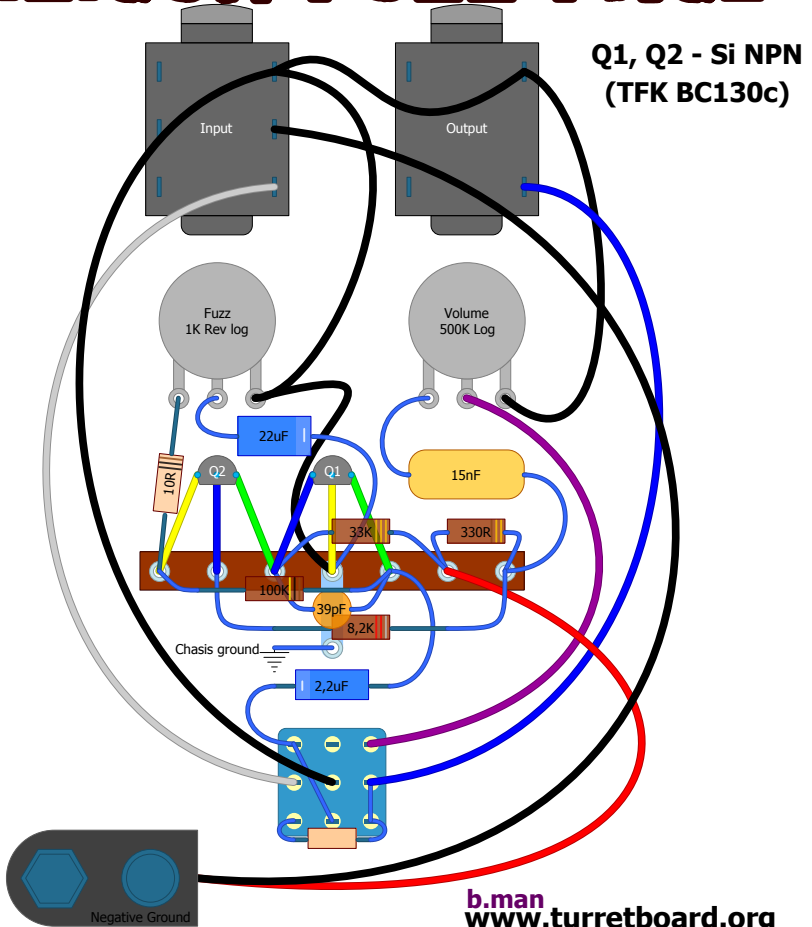 Q1, Q2 - Si NPN
(TFK BC130c)
Input
Output
Fuzz
1K Rev log
Volume
500K Log
22uF
10R
Q2
Q1
15nF
33K
330R
100K
39pF
8,2K
Chasis ground
2,2uF
Negative Ground
b.man
www.turretboard.org